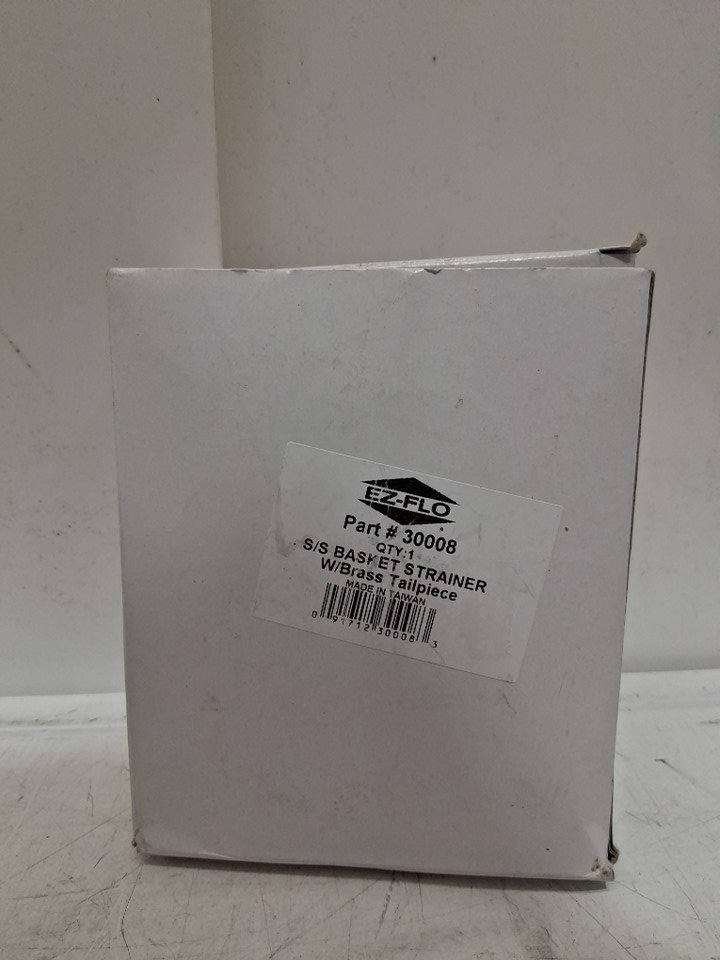 EZ-FLO
Part # 30008
QTY:1
S/S BASKET STRAINER
W/Brass Tailpiece
MADE IN TAIWAN
0 91712 30008 3